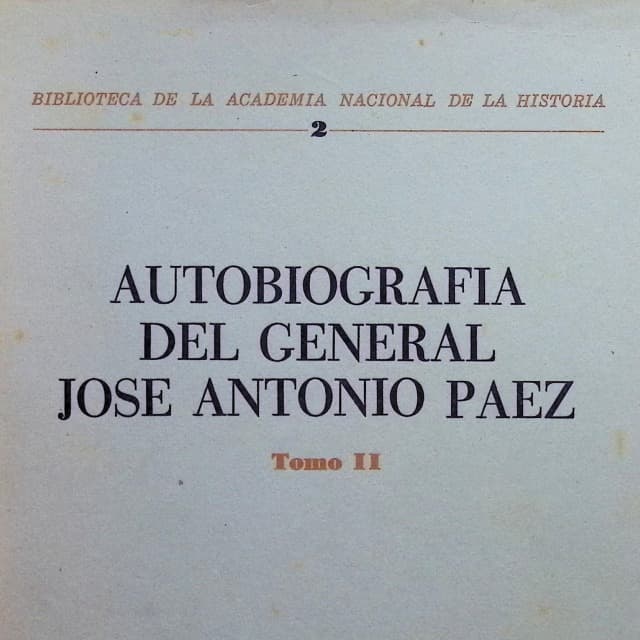 BIBLIOTECA DE LA ACADEMIA NACIONAL DE LA HISTORIA
2
AUTOBIOGRAFIA
DEL GENERAL
JOSE ANTONIO PAEZ
Tomo II